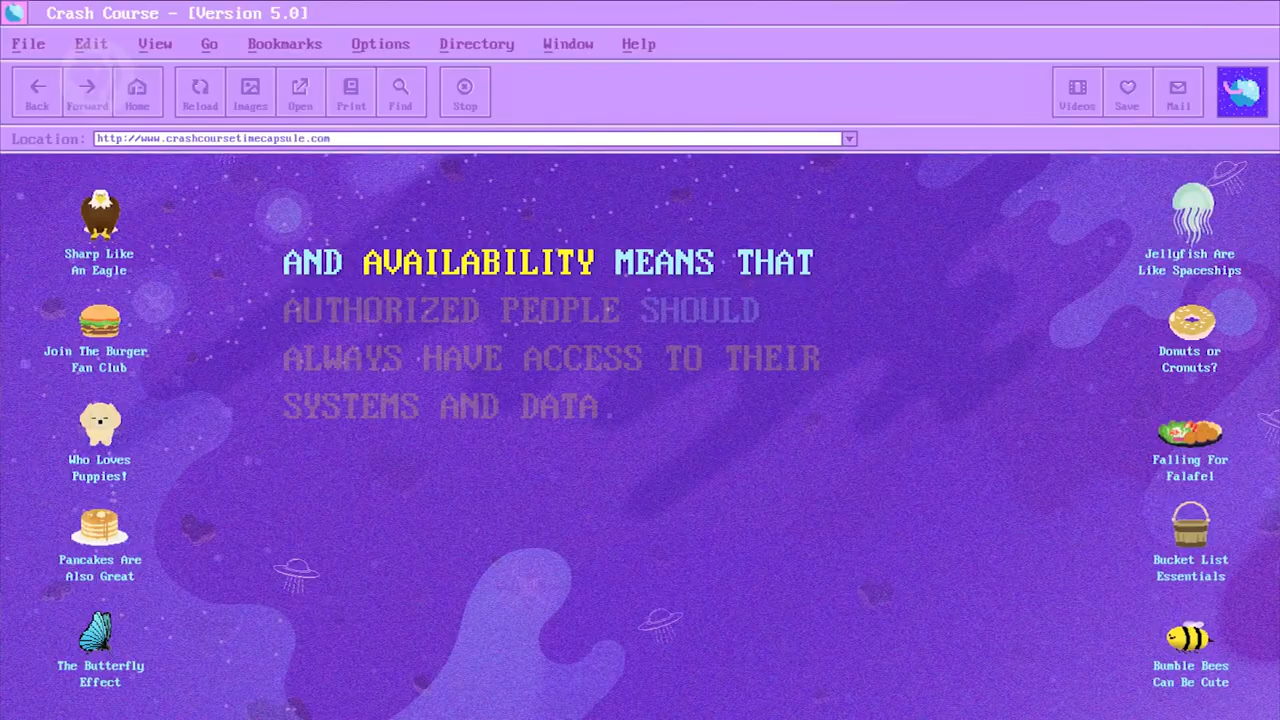 Crash Course - [Version 5.0]
File Edit View Go Bookmarks Options Directory Window Help
Back Forward Home Reload Images Open Print Find Stop Videos Save Mail
Location: http://www.crashcoursetimecapsule.com
AND AVAILABILITY MEANS THAT
AUTHORIZED PEOPLE SHOULD
ALWAYS HAVE ACCESS TO THEIR
SYSTEMS AND DATA.
Sharp Like
An Eagle
Join The Burger
Fan Club
Who Loves
Puppies!
Pancakes Are
Also Great
The Butterfly
Effect
Jellyfish Are
Like Spaceships
Donuts or
Cronuts?
Falling For
Falafel
Bucket List
Essentials
Bumble Bees
Can Be Cute